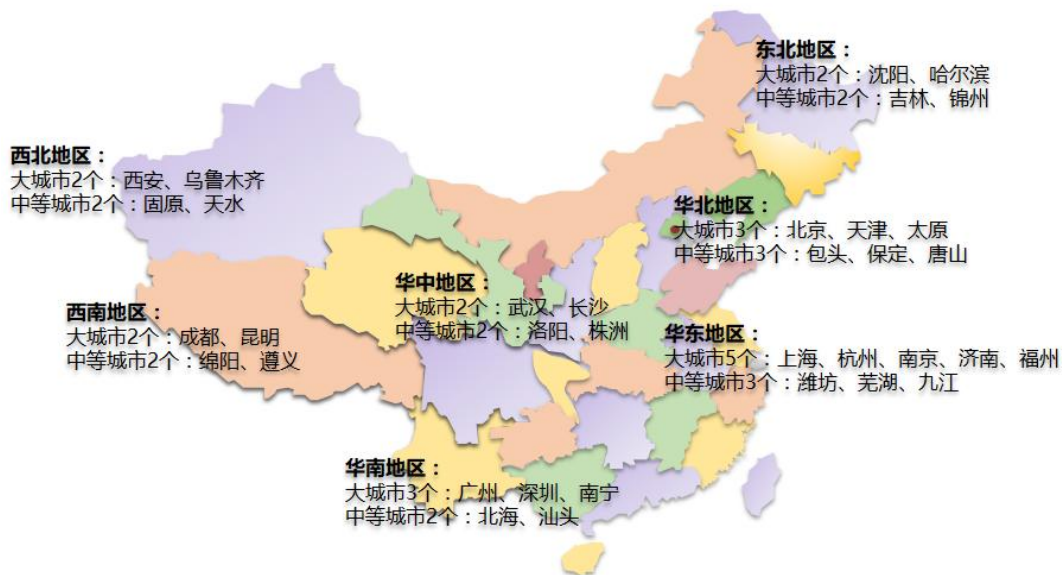 东北地区：
大城市2个：沈阳、哈尔滨
中等城市2个：吉林、锦州
西北地区：
大城市2个：西安、乌鲁木齐
中等城市2个：固原、天水
华北地区：
大城市3个：北京、天津、太原
中等城市3个：包头、保定、唐山
华中地区：
大城市2个：武汉、长沙
中等城市2个：洛阳、株洲
西南地区：
大城市2个：成都、昆明
中等城市2个：绵阳、遵义
华东地区：
大城市5个：上海、杭州、南京、济南、福州
中等城市3个：潍坊、芜湖、九江
华南地区：
大城市3个：广州、深圳、南宁
中等城市2个：北海、汕头